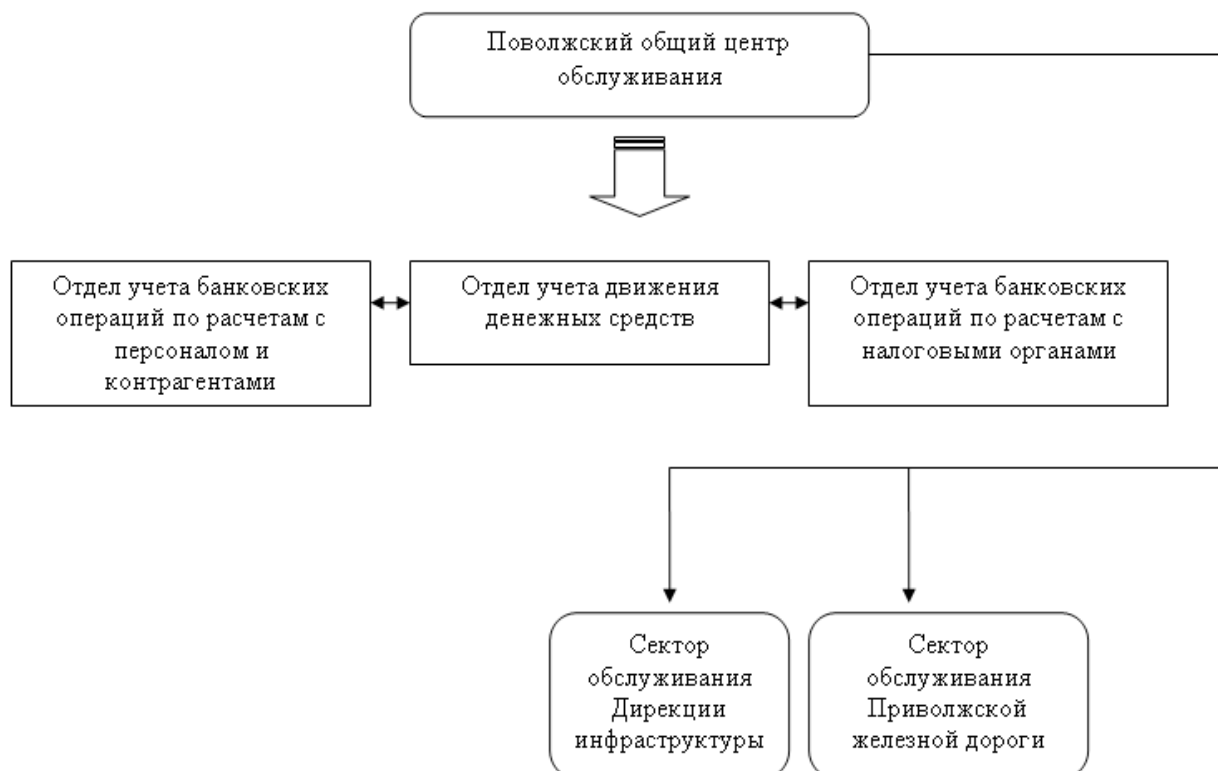 Поволжский общий центр
обслуживания
Отдел учета банковских
операций по расчетам с
персоналом и
контрагентами
Отдел учета движения
денежных средств
Отдел учета банковских
операций по расчетам с
налоговыми органами
Сектор
обслуживания
Дирекции
инфраструктуры
Сектор
обслуживания
Приволжской
железной дороги